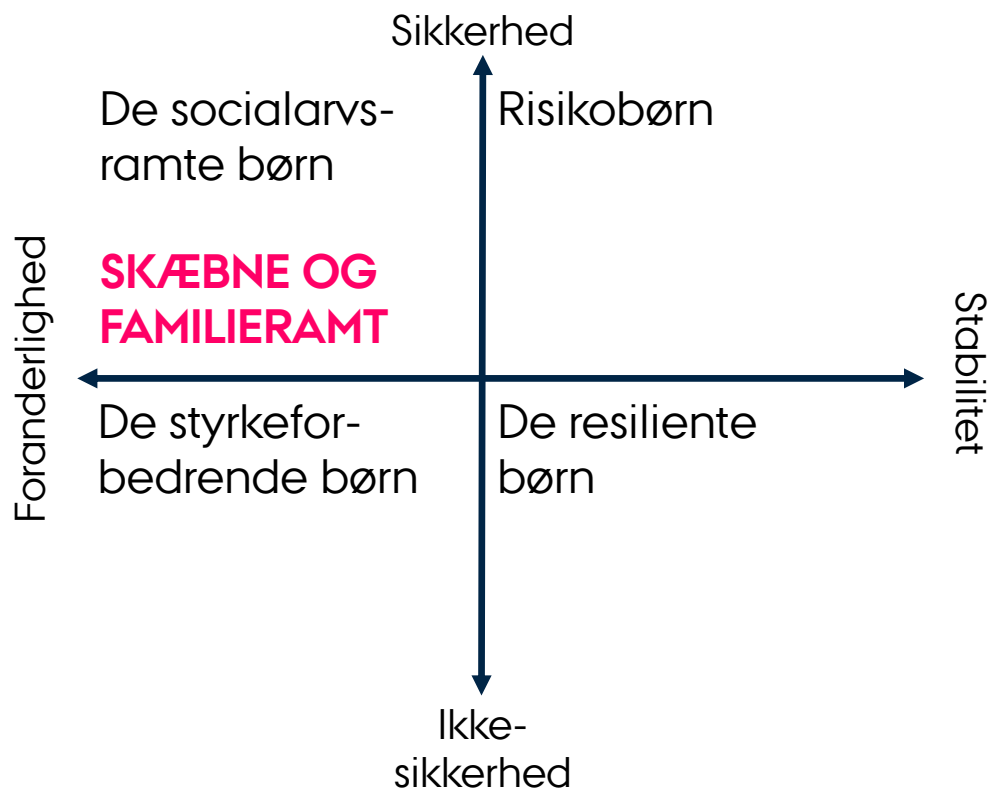 Sikkerhed
De socialarvs-
ramte børn
Risikobørn
SKÆBNE OG
FAMILIERAMT
Foranderlighed
Stabilitet
De styrkefor-
bedrende børn
De resiliente
børn
Ikke-
sikkerhed